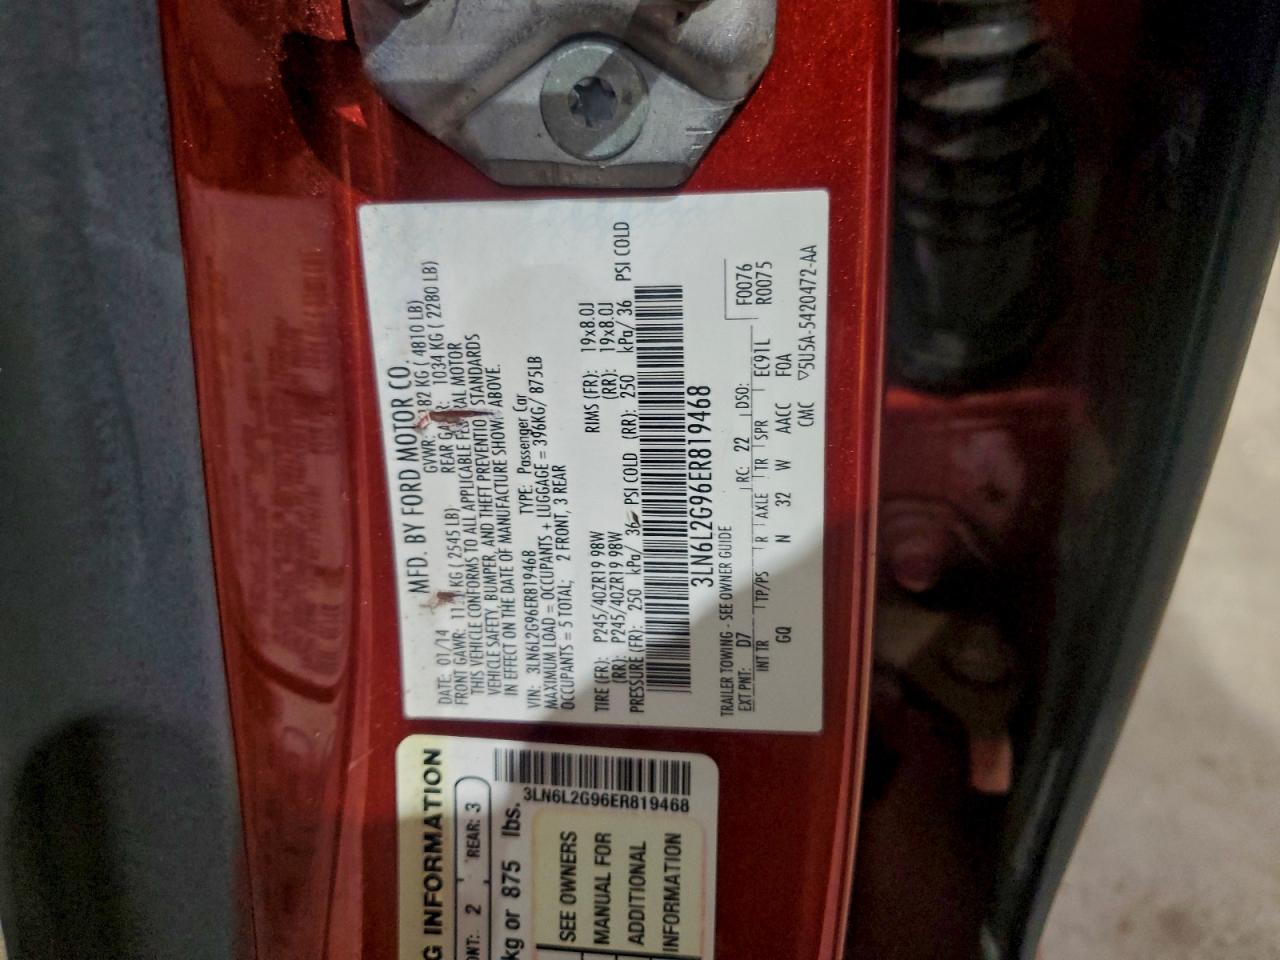 MFD. BY FORD MOTOR CO.
DATE: 01/14 GVWR: 82 KG ( 4810 LB)
FRONT GAWR: KG ( 2545 LB) REAR 1034 KG ( 2280 LB)
THIS VEHICLE CONFORMS TO ALL APPLICABLE MOTOR
VEHICLE SAFETY, BUMPER, AND THEFT PREVENTIO STANDARDS
IN EFFECT ON THE DATE OF MANUFACTURE SHOW ABOVE.
VIN: 3LN6L2G96ER819468 TYPE: Passenger Car
MAXIMUM LOAD = OCCUPANTS + LUGGAGE = 396KG/ 875LB
OCCUPANTS = 5 TOTAL; 2 FRONT, 3 REAR
TIRE (FR): P245/40ZR19 98W RIMS (FR): 19x8.0J
(RR): P245/40ZR19 98W (RR): 19x8.0J
PRESSURE (FR): 250 kPa/ 36 PSI COLD (RR): 250 kPa/ 36 PSI COLD
3LN6L2G96ER819468
TRAILER TOWING - SEE OWNER GUIDE
EXT PNT: D7 RC: 22 DSO: F0076
R0075
INT TR TP/PS R AXLE TR SPR EC91L
GQ N 32 W AACC F0A
CMC ▽5U5A-5420472-AA
G INFORMATION
ONT: 2 REAR: 3
kg or 875 lbs.
3LN6L2G96ER819468
SEE OWNERS
MANUAL FOR
ADDITIONAL
INFORMATION